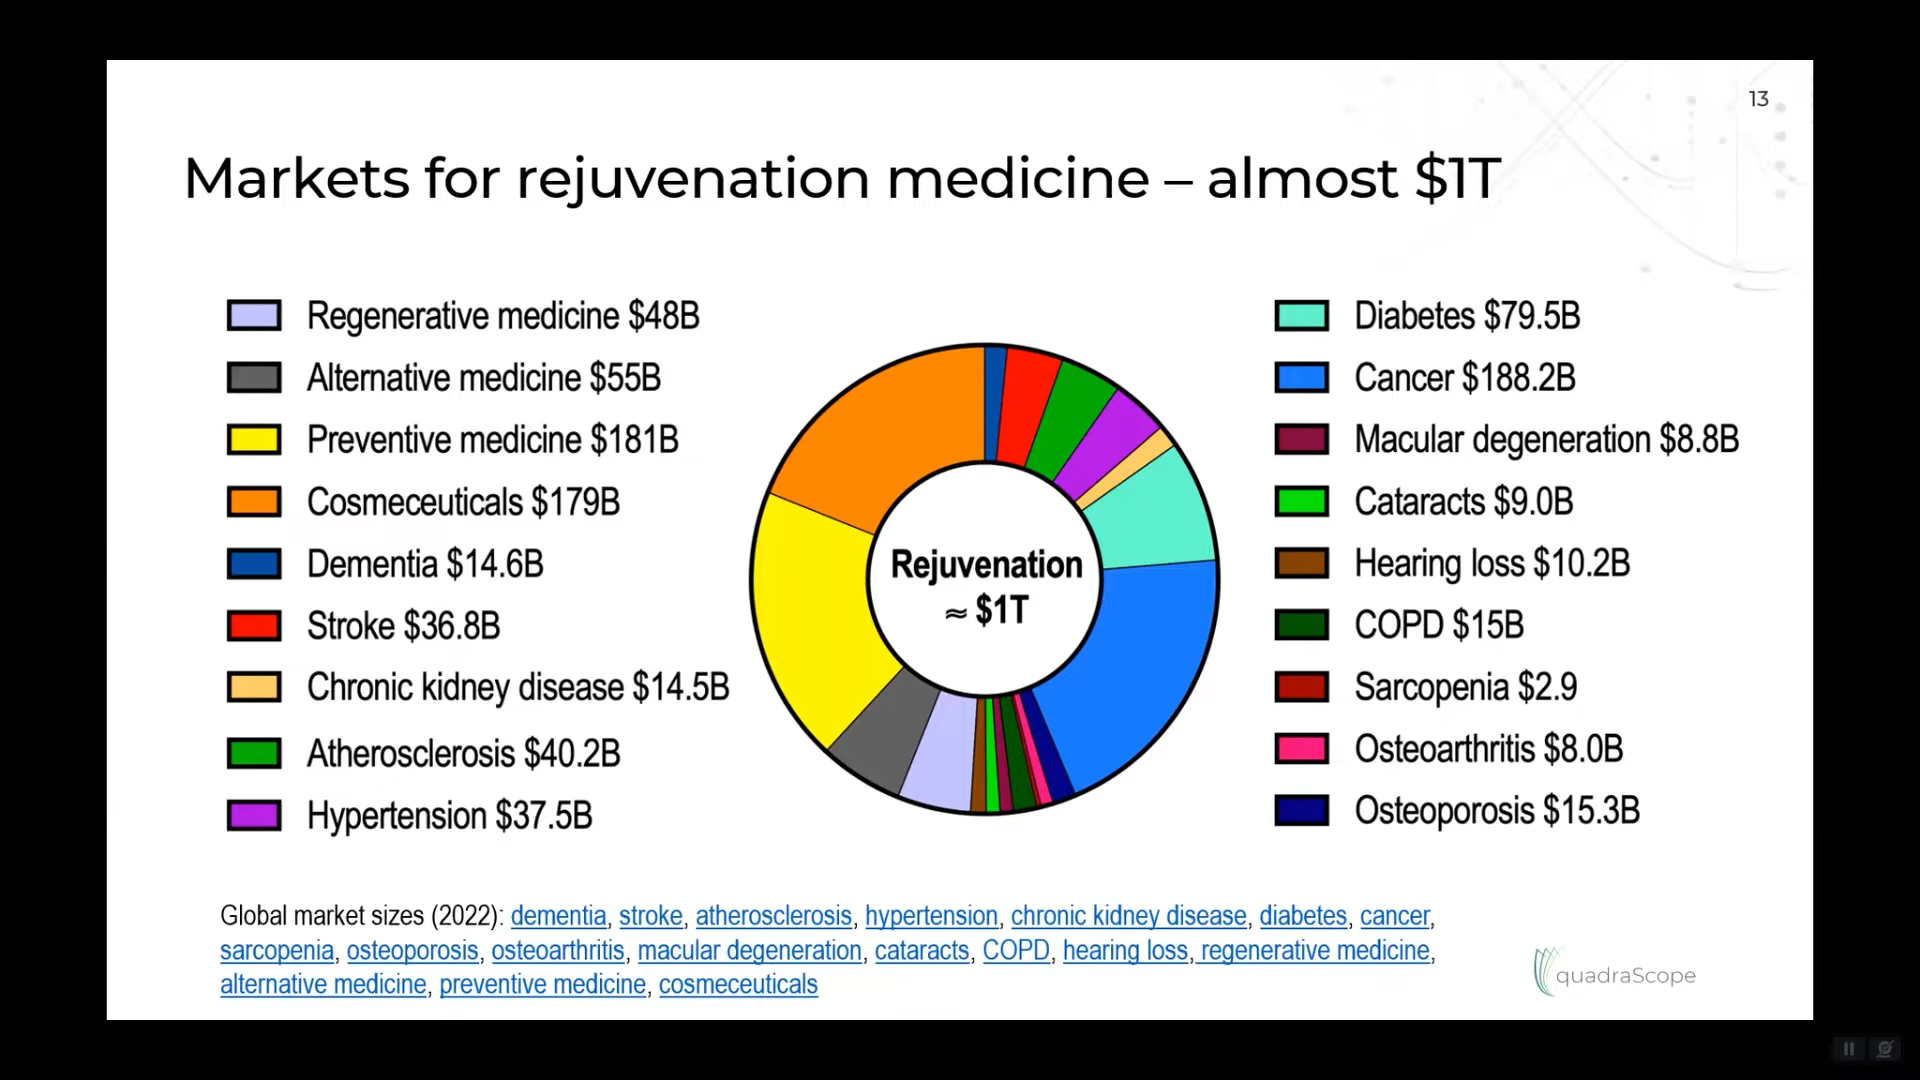 13
Markets for rejuvenation medicine – almost $1T
Regenerative medicine $48B
Alternative medicine $55B
Preventive medicine $181B
Cosmeceuticals $179B
Dementia $14.6B
Stroke $36.8B
Chronic kidney disease $14.5B
Atherosclerosis $40.2B
Hypertension $37.5B
Rejuvenation
≈ $1T
Diabetes $79.5B
Cancer $188.2B
Macular degeneration $8.8B
Cataracts $9.0B
Hearing loss $10.2B
COPD $15B
Sarcopenia $2.9
Osteoarthritis $8.0B
Osteoporosis $15.3B
Global market sizes (2022): dementia, stroke, atherosclerosis, hypertension, chronic kidney disease, diabetes, cancer,
sarcopenia, osteoporosis, osteoarthritis, macular degeneration, cataracts, COPD, hearing loss, regenerative medicine,
alternative medicine, preventive medicine, cosmeceuticals
quadraScope